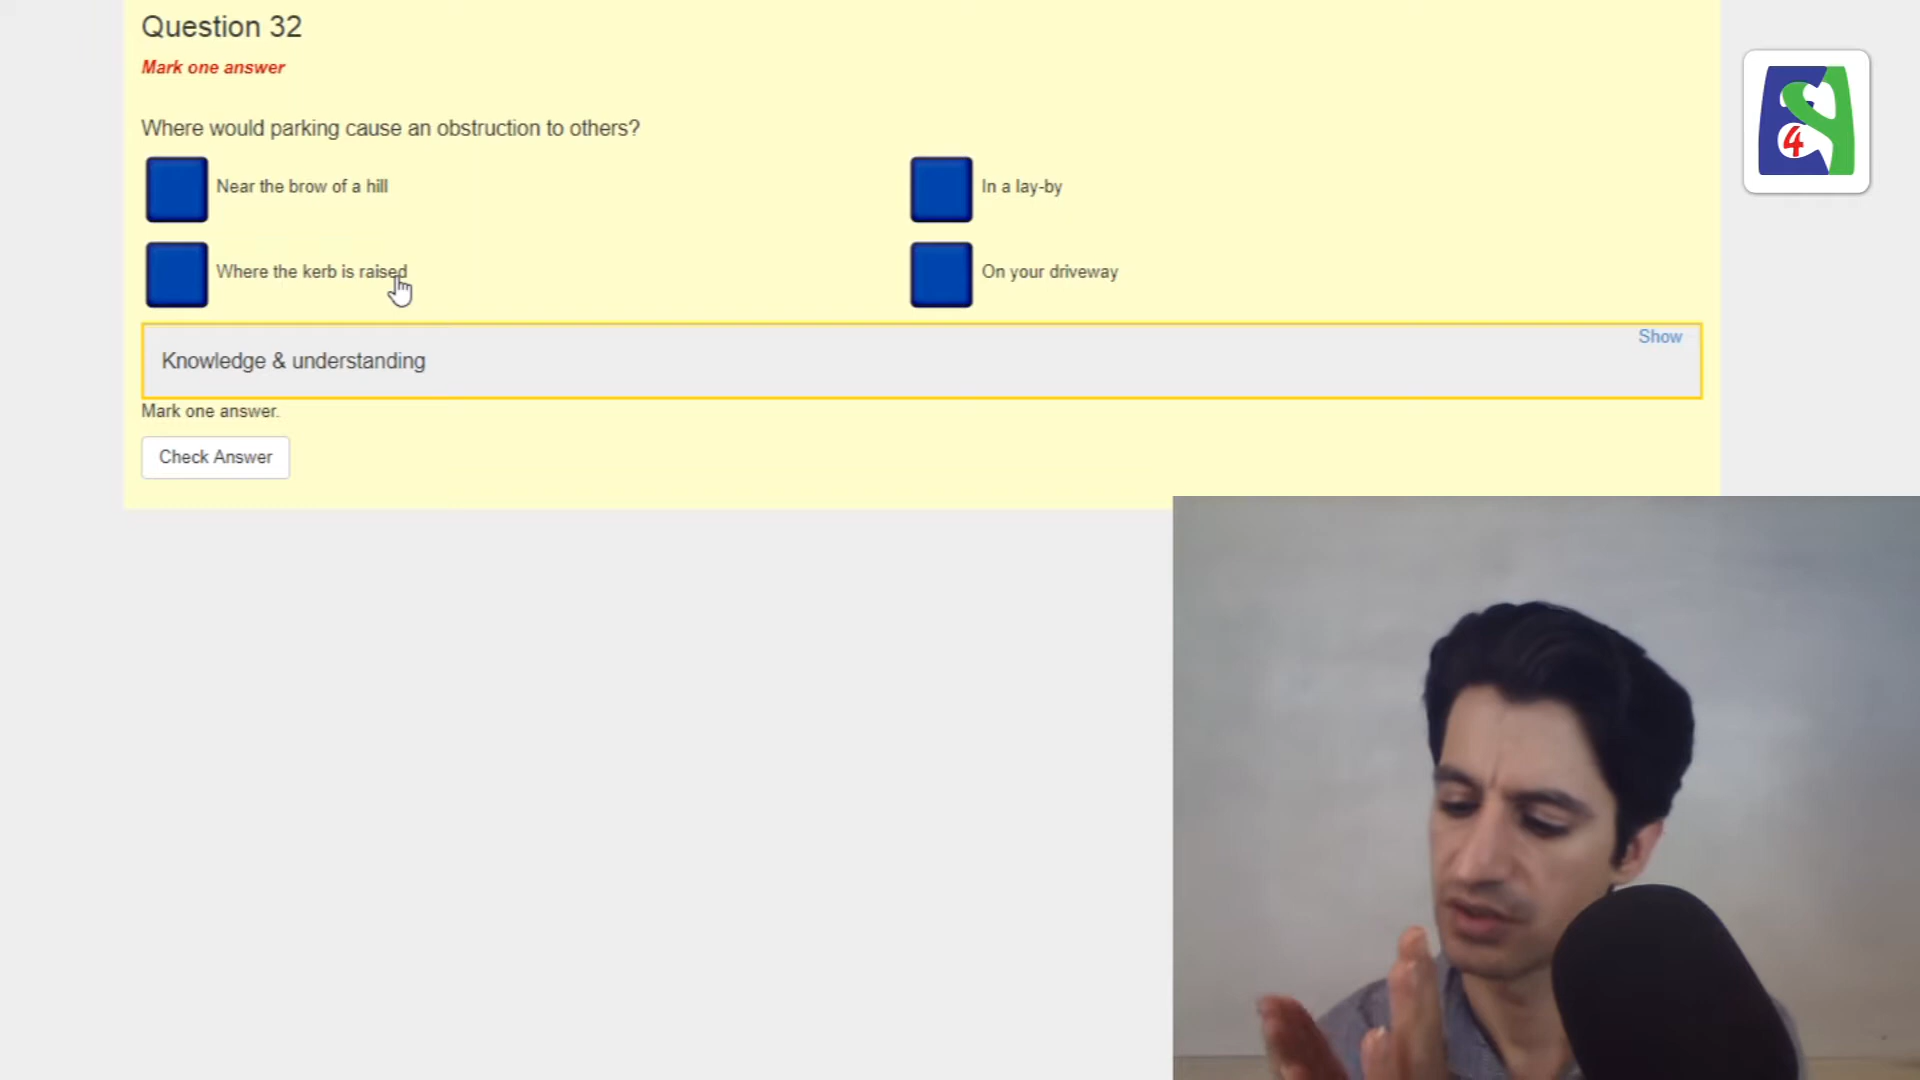 Question 32
Mark one answer
Where would parking cause an obstruction to others?
Near the brow of a hill
In a lay-by
Where the kerb is raised
On your driveway
Show
Knowledge & understanding
Mark one answer.
Check Answer
4